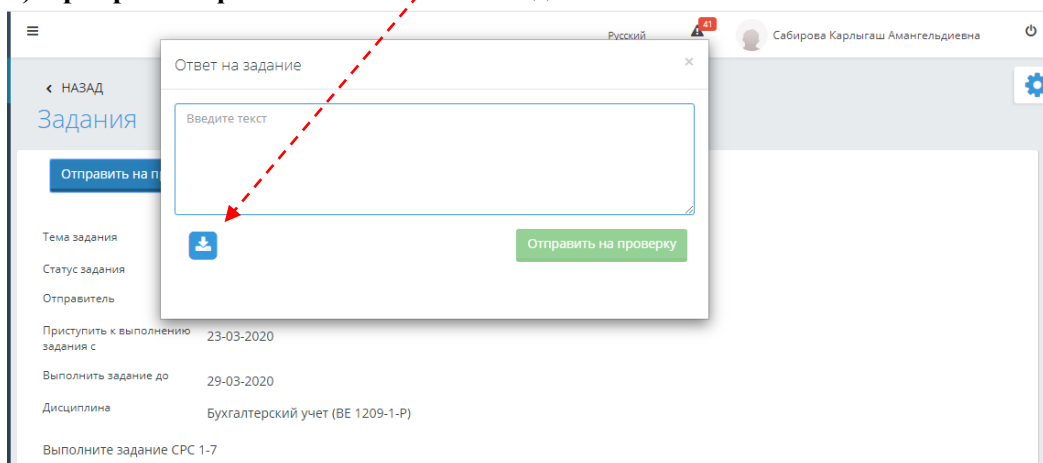 41
Русский
Сабирова Карлыгаш Амангельдиевна
Ответ на задание
×
НАЗАД
Задания
Введите текст
Отправить на п
Отправить на проверку
Тема задания
Статус задания
Отправитель
Приступить к выполнению
задания с
23-03-2020
Выполнить задание до
29-03-2020
Дисциплина
Бухгалтерский учет (BE 1209-1-P)
Выполните задание СРС 1-7